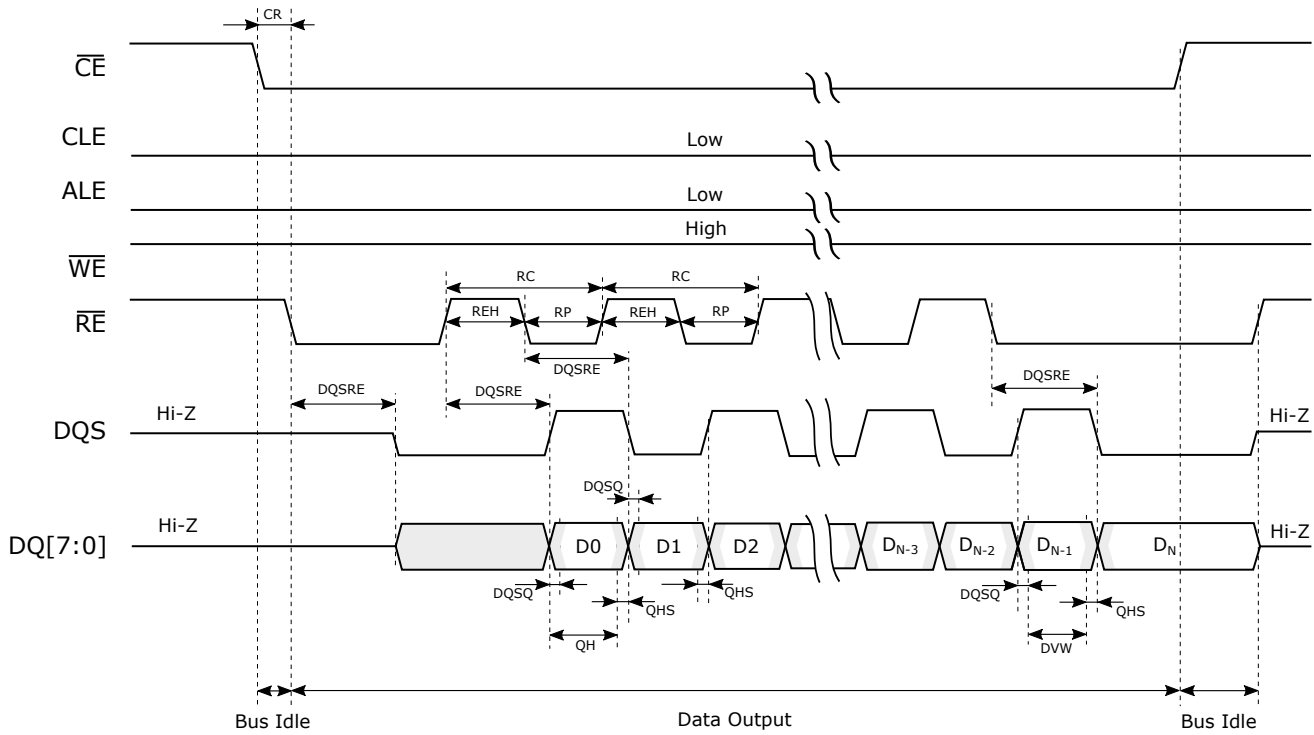 CR
CE
CLE
Low
ALE
Low
High
WE
RC RC
RE
REH RP REH RP
DQSRE
DQSRE DQSRE DQSRE
Hi-Z Hi-Z
DQS
DQSQ
Hi-Z Hi-Z
DQ[7:0]
D0 D1 D2 DN-3 DN-2 DN-1 DN
DQSQ QHS QHS DQSQ QHS
QH DVW
Bus Idle Data Output Bus Idle